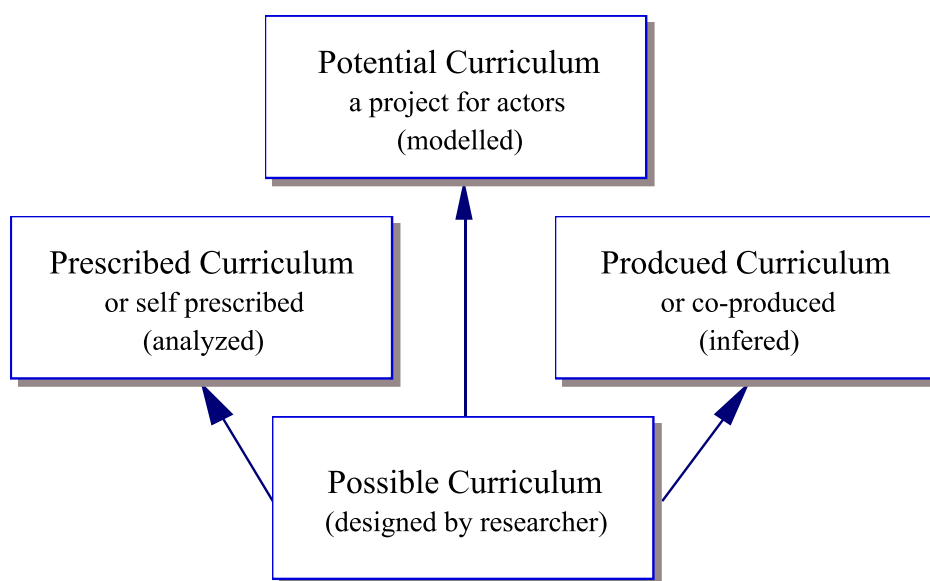 Potential Curriculum
a project for actors
(modelled)
Prescribed Curriculum
or self prescribed
(analyzed)
Prodcued Curriculum
or co-produced
(infered)
Possible Curriculum
(designed by researcher)